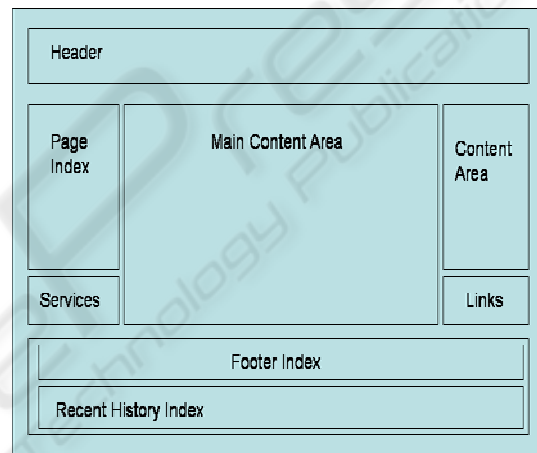 Header
Page
Index
Main Content Area
Content
Area
Services
Links
Footer Index
Recent History Index